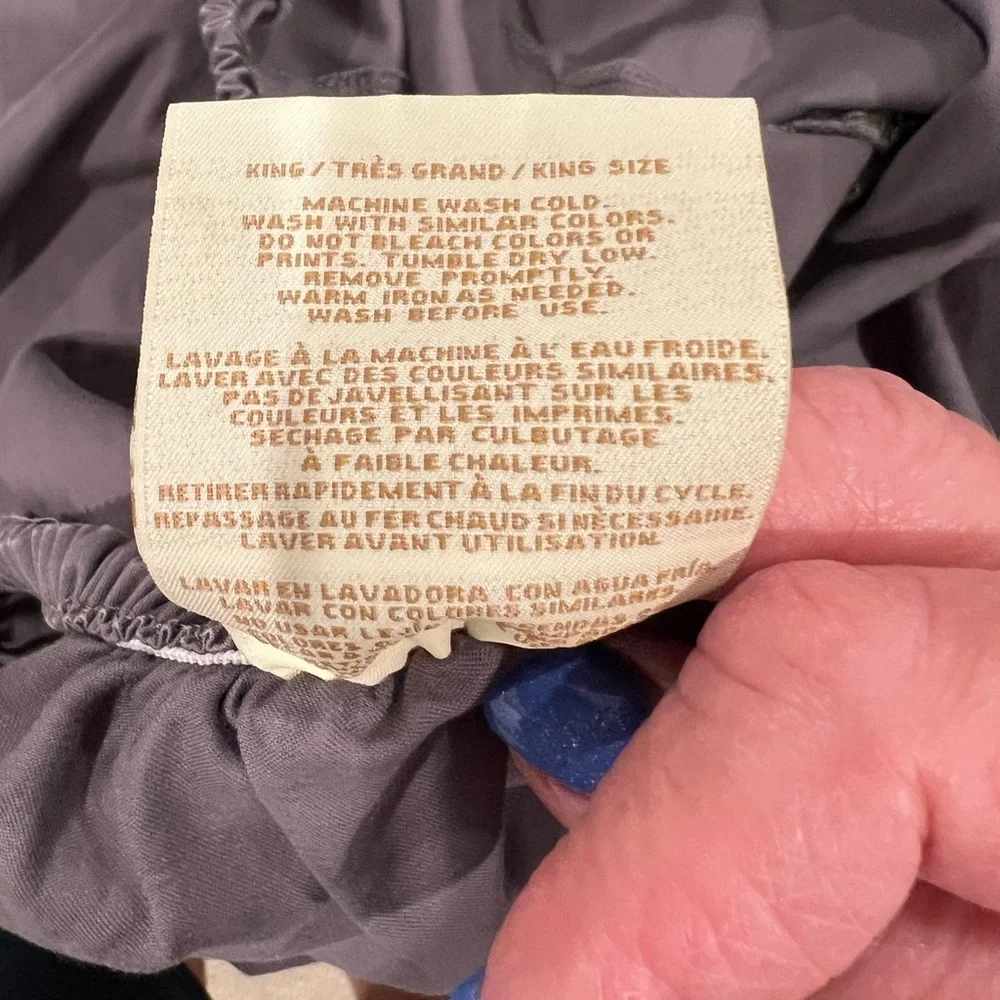 KING / TRÈS GRAND / KING SIZE
MACHINE WASH COLD.
WASH WITH SIMILAR COLORS.
DO NOT BLEACH COLORS OR
PRINTS. TUMBLE DRY LOW.
REMOVE PROMPTLY.
WARM IRON AS NEEDED.
WASH BEFORE USE.
LAVAGE À LA MACHINE À L' EAU FROIDE.
LAVER AVEC DES COULEURS SIMILAIRES.
PAS DE JAVELLISANT SUR LES
COULEURS ET LES IMPRIMES.
SECHAGE PAR CULBUTAGE
À FAIBLE CHALEUR.
RETIRER RAPIDEMENT À LA FIN DU CYCLE.
REPASSAGE AU FER CHAUD SI NÈCESSAIRE.
LAVER AVANT UTILISATION.
LAVAR EN LAVADORA CON AGUA FRÍA.
LAVAR CON COLORES SIMILARES.
NO USAR